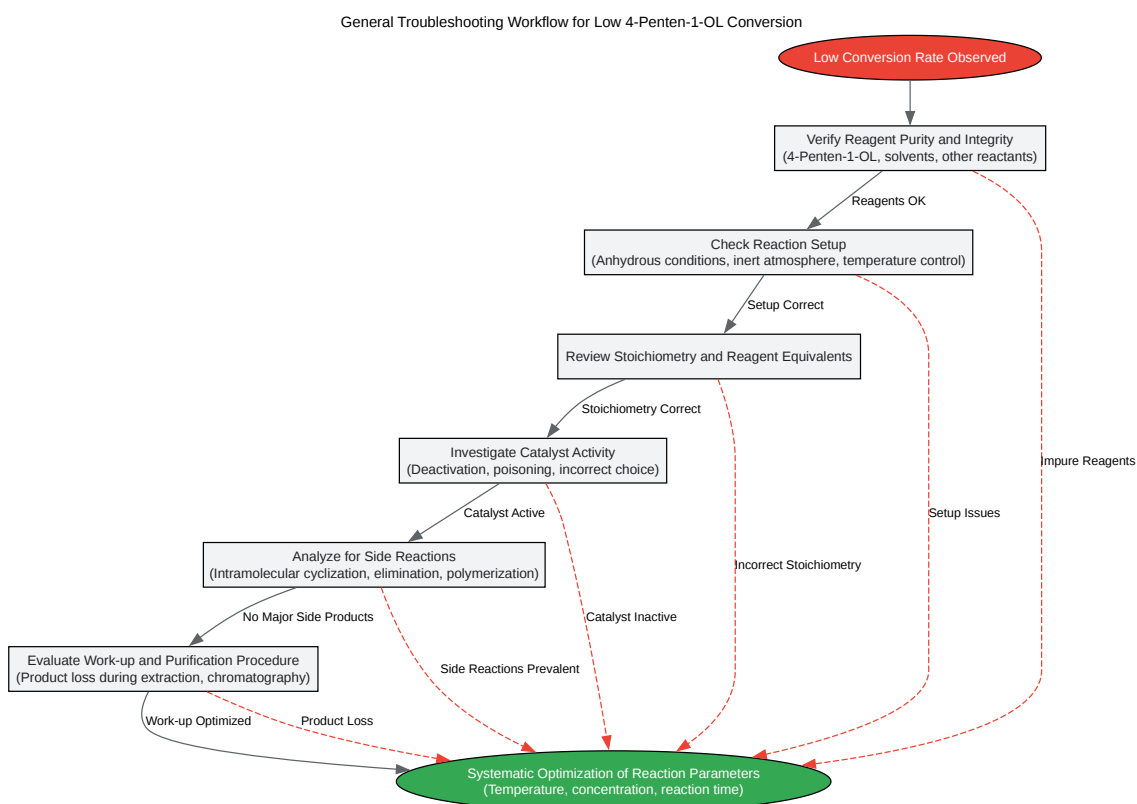 General Troubleshooting Workflow for Low 4-Penten-1-OL Conversion
Low Conversion Rate Observed
Verify Reagent Purity and Integrity
(4-Penten-1-OL, solvents, other reactants)
Reagents OK
Check Reaction Setup
(Anhydrous conditions, inert atmosphere, temperature control)
Setup Correct
Review Stoichiometry and Reagent Equivalents
Stoichiometry Correct
Investigate Catalyst Activity
(Deactivation, poisoning, incorrect choice)
Impure Reagents
Catalyst Active
Setup Issues
Analyze for Side Reactions
(Intramolecular cyclization, elimination, polymerization)
Incorrect Stoichiometry
No Major Side Products
Catalyst Inactive
Evaluate Work-up and Purification Procedure
(Product loss during extraction, chromatography)
Side Reactions Prevalent
Work-up Optimized
Product Loss
Systematic Optimization of Reaction Parameters
(Temperature, concentration, reaction time)